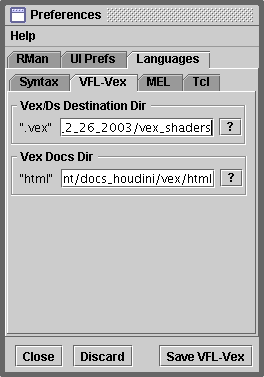 Preferences
Help
RMan UI Prefs Languages
Syntax VFL-Vex MEL Tcl
Vex/Ds Destination Dir
".vex" _2_26_2003/vex_shaders ?
Vex Docs Dir
"html" nt/docs_houdini/vex/html ?
Close Discard Save VFL-Vex